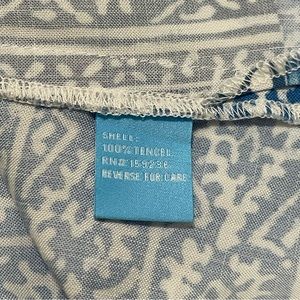 SHELL:
100% TENCEL
RN# 159236
REVERSE FOR CARE